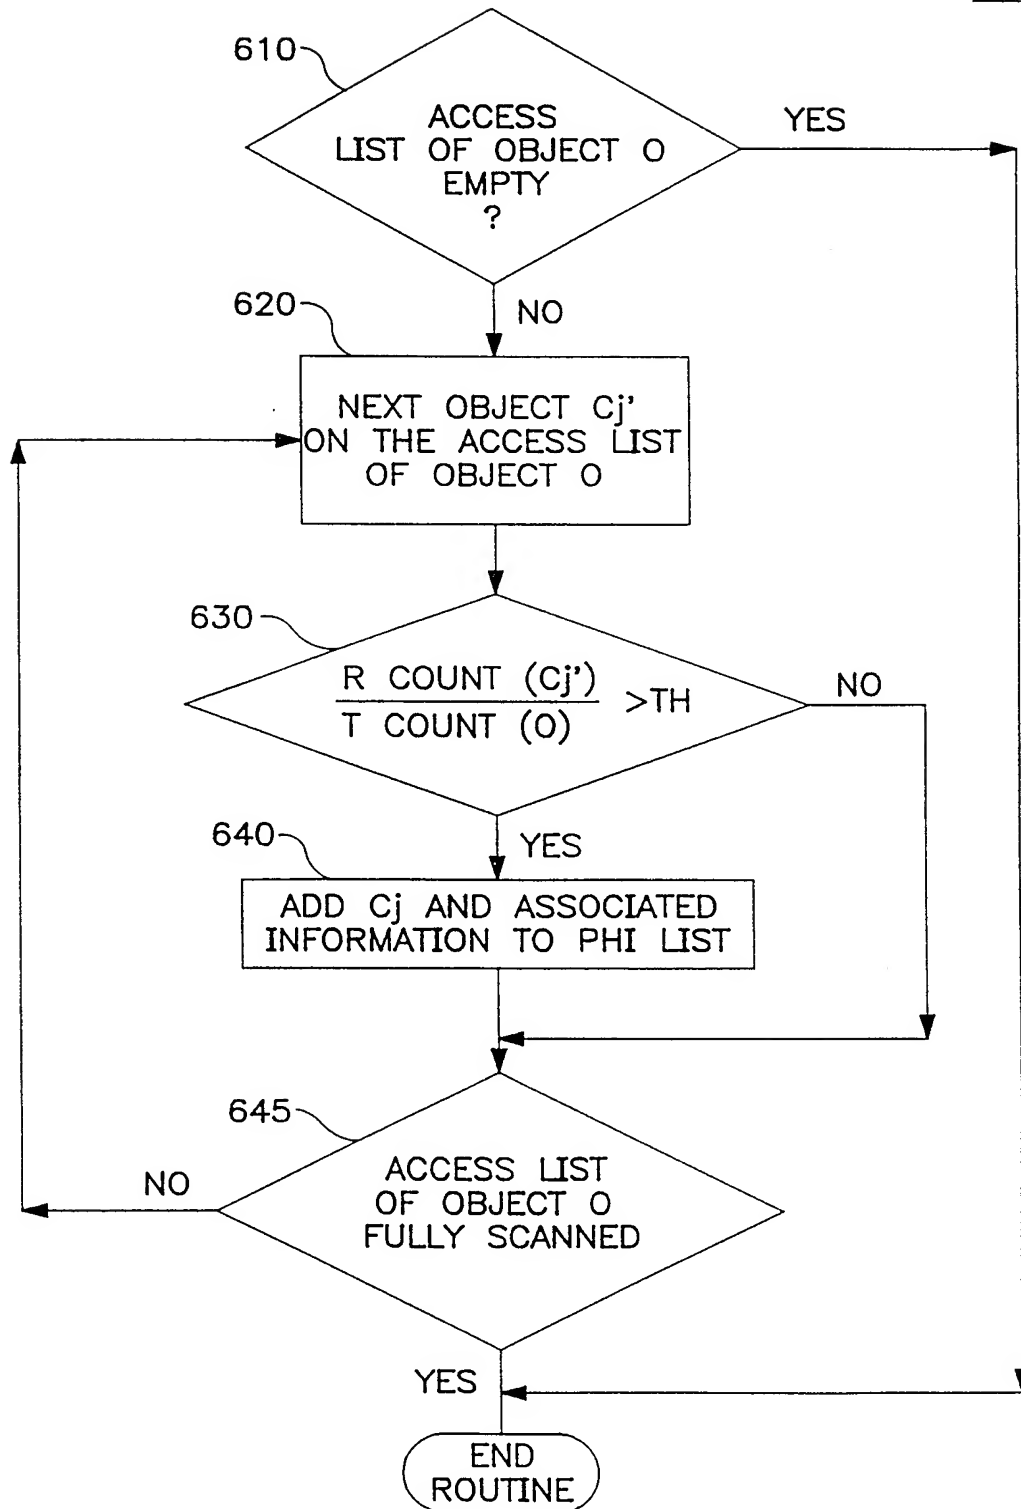 610
ACCESS
LIST OF OBJECT O
EMPTY
?
YES
NO
620
NEXT OBJECT Cj'
ON THE ACCESS LIST
OF OBJECT O
630
R COUNT (Cj')
T COUNT (O)
>TH
NO
YES
640
ADD Cj AND ASSOCIATED
INFORMATION TO PHI LIST
645
ACCESS LIST
OF OBJECT O
FULLY SCANNED
NO
YES
END
ROUTINE